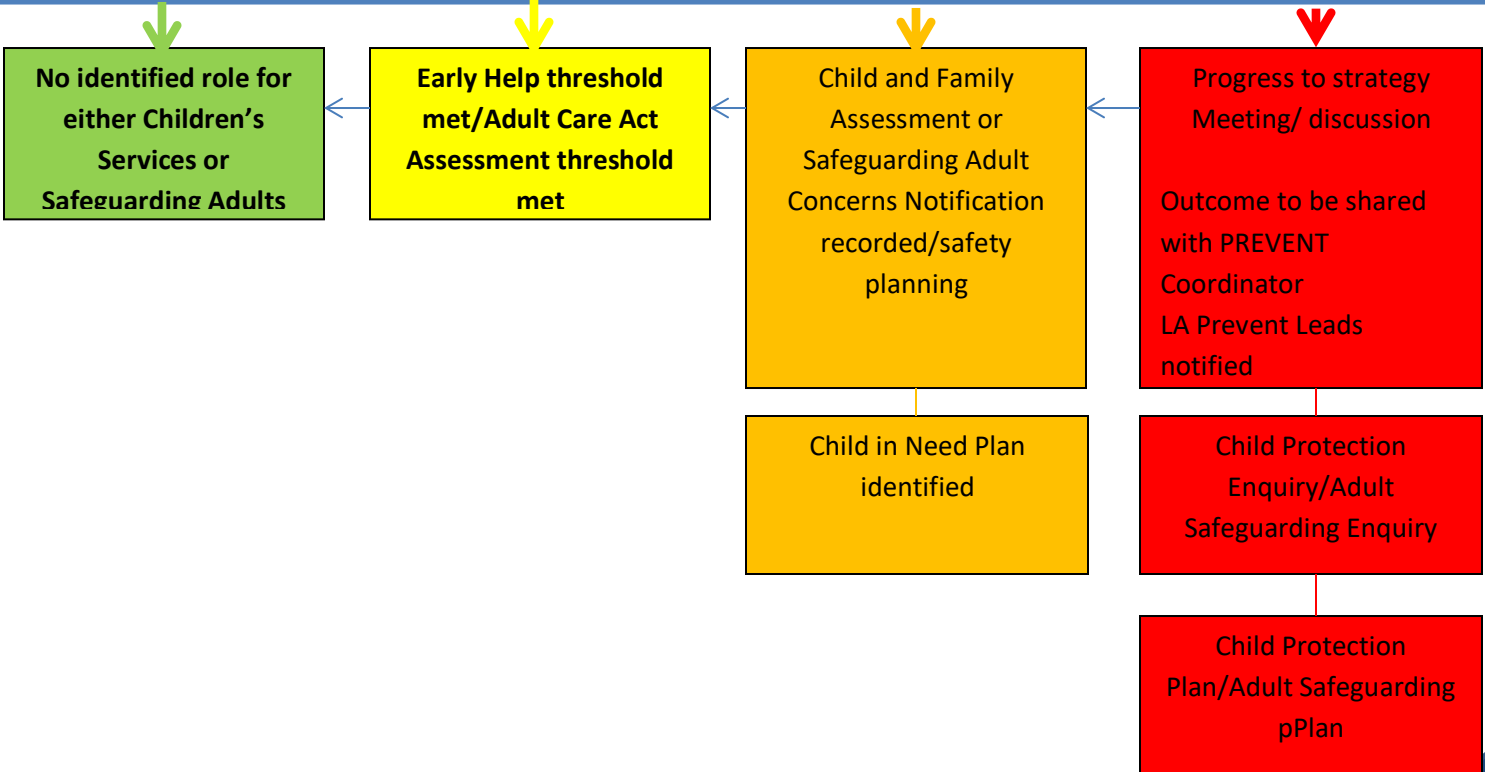 No identified role for
either Children's
Services or
Safeguarding Adults
Early Help threshold
met/Adult Care Act
Assessment threshold
met
Child and Family
Assessment or
Safeguarding Adult
Concerns Notification
recorded/safety
planning
Progress to strategy
Meeting/ discussion
Outcome to be shared
with PREVENT
Coordinator
LA Prevent Leads
notified
Child in Need Plan
identified
Child Protection
Enquiry/Adult
Safeguarding Enquiry
Child Protection
Plan/Adult Safeguarding
pPlan